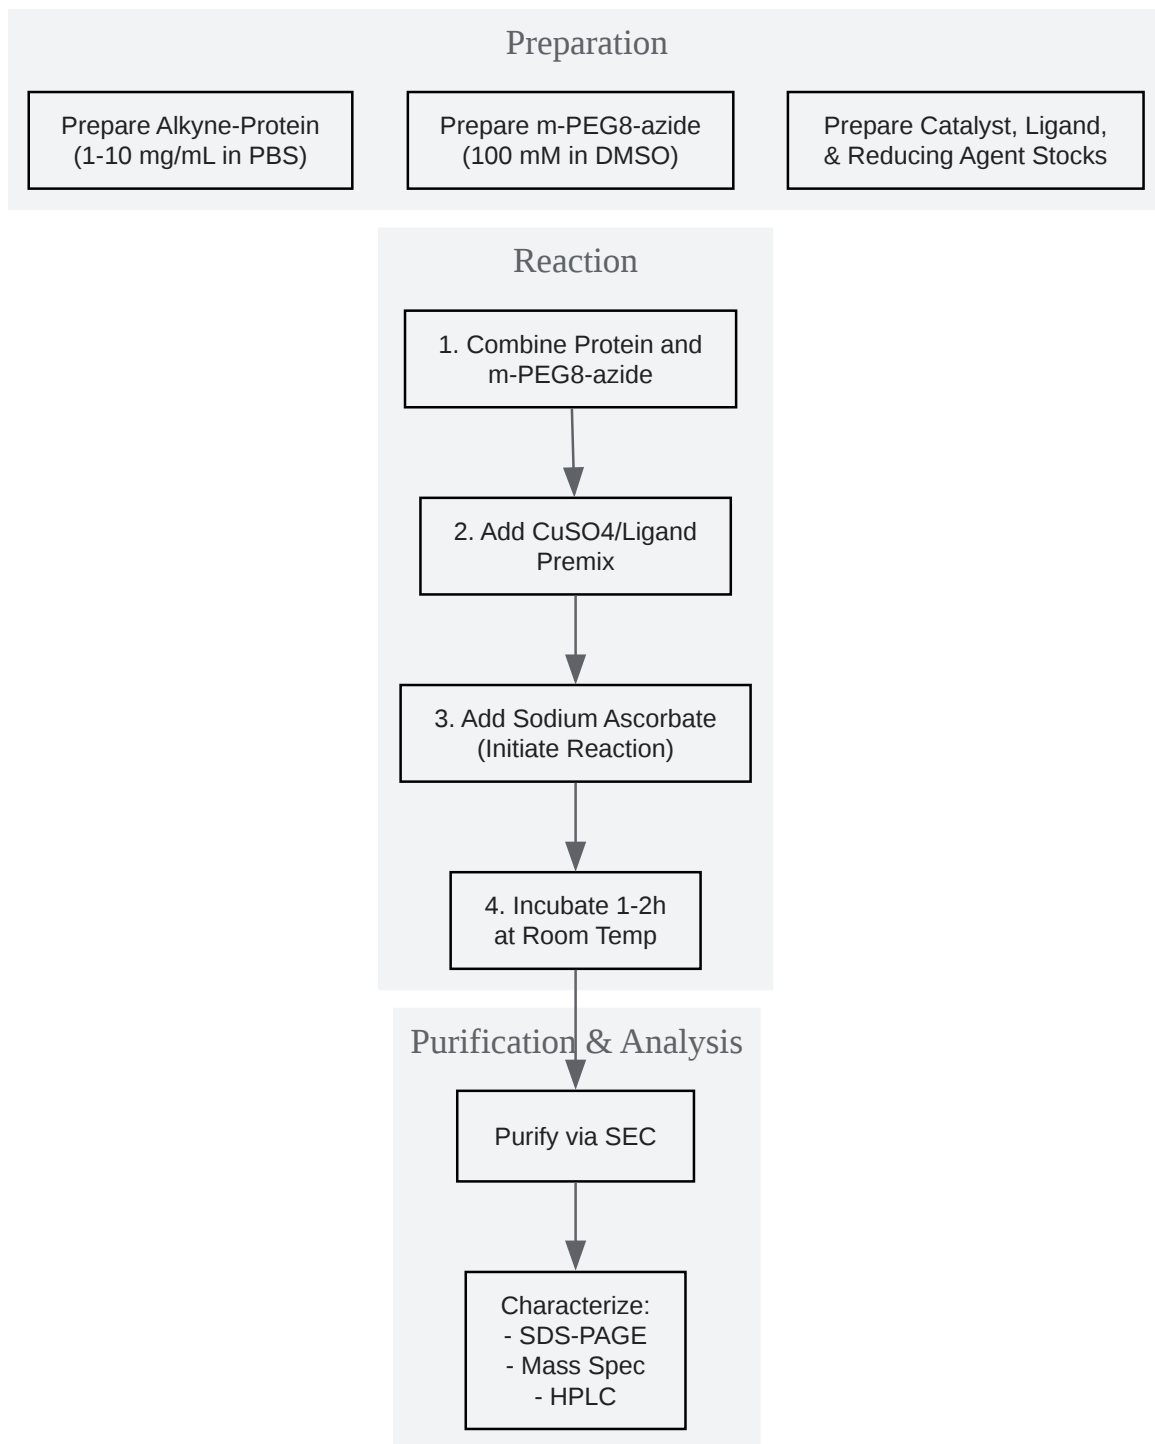 Preparation
Prepare Alkyne-Protein
(1-10 mg/mL in PBS)
Prepare m-PEG8-azide
(100 mM in DMSO)
Prepare Catalyst, Ligand,
& Reducing Agent Stocks
Reaction
1. Combine Protein and
m-PEG8-azide
2. Add CuSO4/Ligand
Premix
3. Add Sodium Ascorbate
(Initiate Reaction)
4. Incubate 1-2h
at Room Temp
Purification & Analysis
Purify via SEC
Characterize:
- SDS-PAGE
- Mass Spec
- HPLC